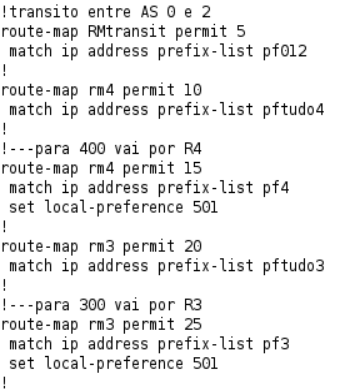 !transito entre AS 0 e 2
route-map RMtransit permit 5
 match ip address prefix-list pf012
!
route-map rm4 permit 10
 match ip address prefix-list pftudo4
!
!---para 400 vai por R4
route-map rm4 permit 15
 match ip address prefix-list pf4
 set local-preference 501
!
route-map rm3 permit 20
 match ip address prefix-list pftudo3
!
!---para 300 vai por R3
route-map rm3 permit 25
 match ip address prefix-list pf3
 set local-preference 501
!